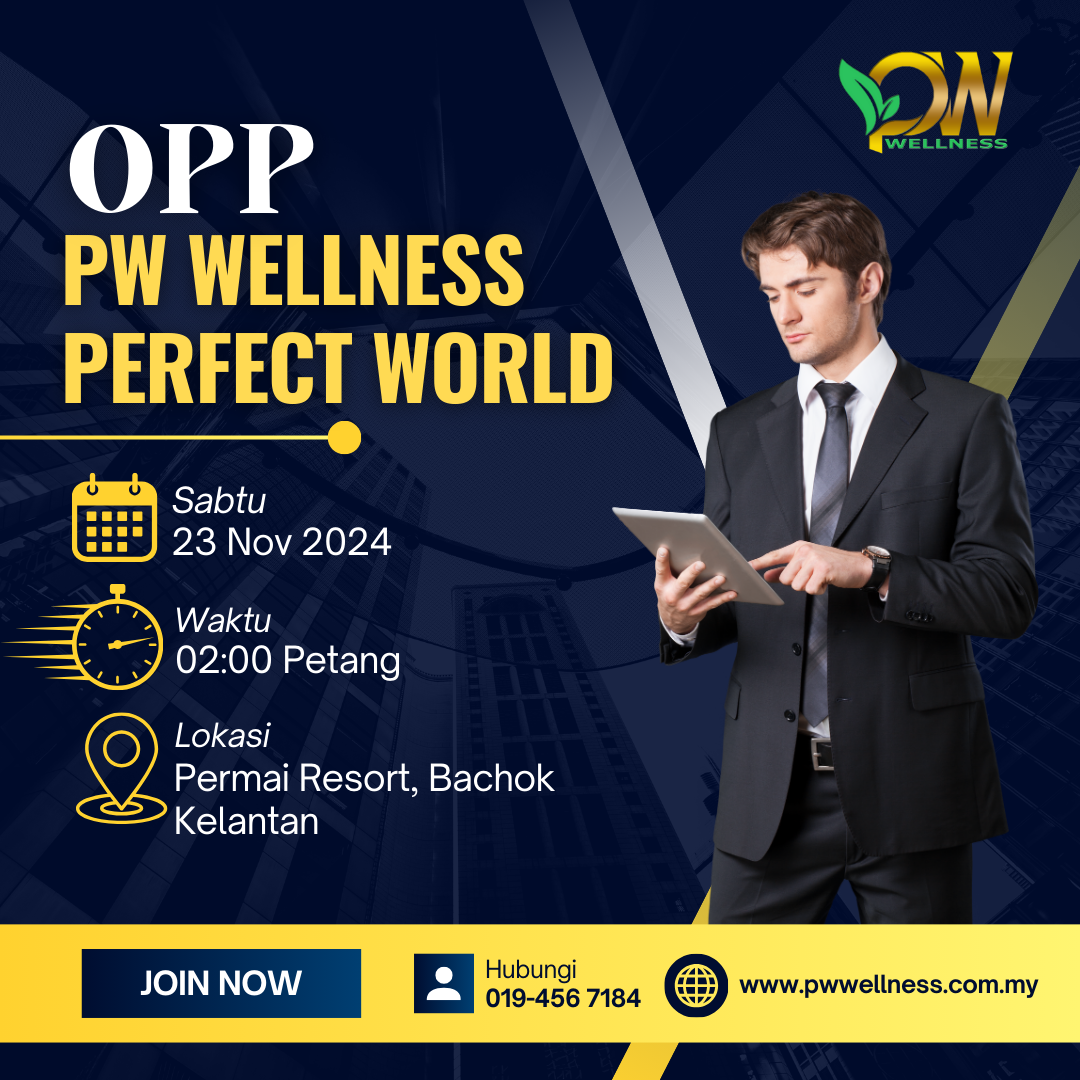 PW
WELLNESS
OPP
PW WELLNESS
PERFECT WORLD
Sabtu
23 Nov 2024
Waktu
02:00 Petang
Lokasi
Permai Resort, Bachok
Kelantan
JOIN NOW
Hubungi
019-456 7184
www.pwwellness.com.my